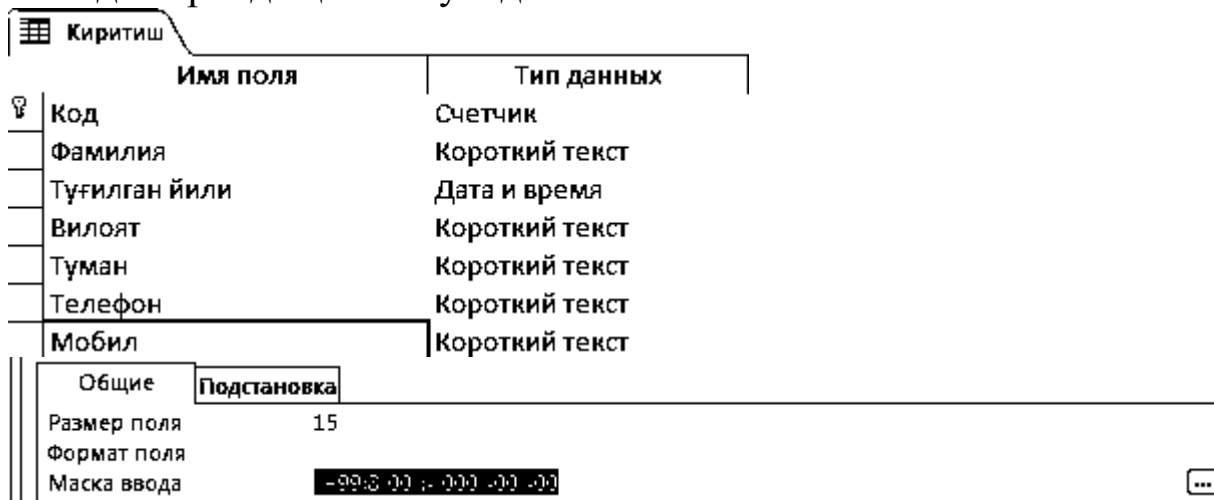 Киритиш
Имя поля Тип данных
Код Счетчик
Фамилия Короткий текст
Туғилган йили Дата и время
Вилоят Короткий текст
Туман Короткий текст
Телефон Короткий текст
Мобил Короткий текст
Общие Подстановка
Размер поля 15
Формат поля
Маска ввода